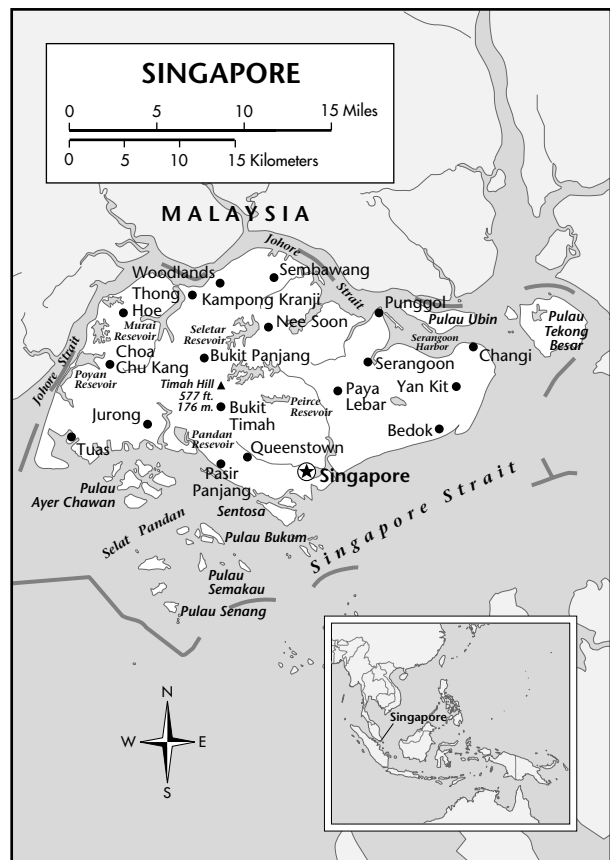 SINGAPORE
0 5 10 15 Miles
0 5 10 15 Kilometers
MALAYSIA
Johore Strait
Woodlands
Sembawang
Thong
Hoe
Kampong Kranji
Punggol
Pulau Ubin
Pulau
Tekong
Besar
Murai
Resevoir
Seletar
Resevoir
Nee Soon
Serangoon
Harbor
Changi
Choa
Chu Kang
Bukit Panjang
Serangoon
Poyan
Resevoir
Johore Strait
Timah Hill
577 ft.
176 m.
Peirce
Resevoir
Paya
Lebar
Yan Kit
Jurong
Bukit
Timah
Bedok
Pandan
Resevoir
Queenstown
Tuas
Pasir
Panjang
Singapore
Pulau
Ayer Chawan
Sentosa
Selat Pandan
Singapore Strait
Pulau Bukum
Pulau
Semakau
Pulau Senang
N
W E
S
Singapore